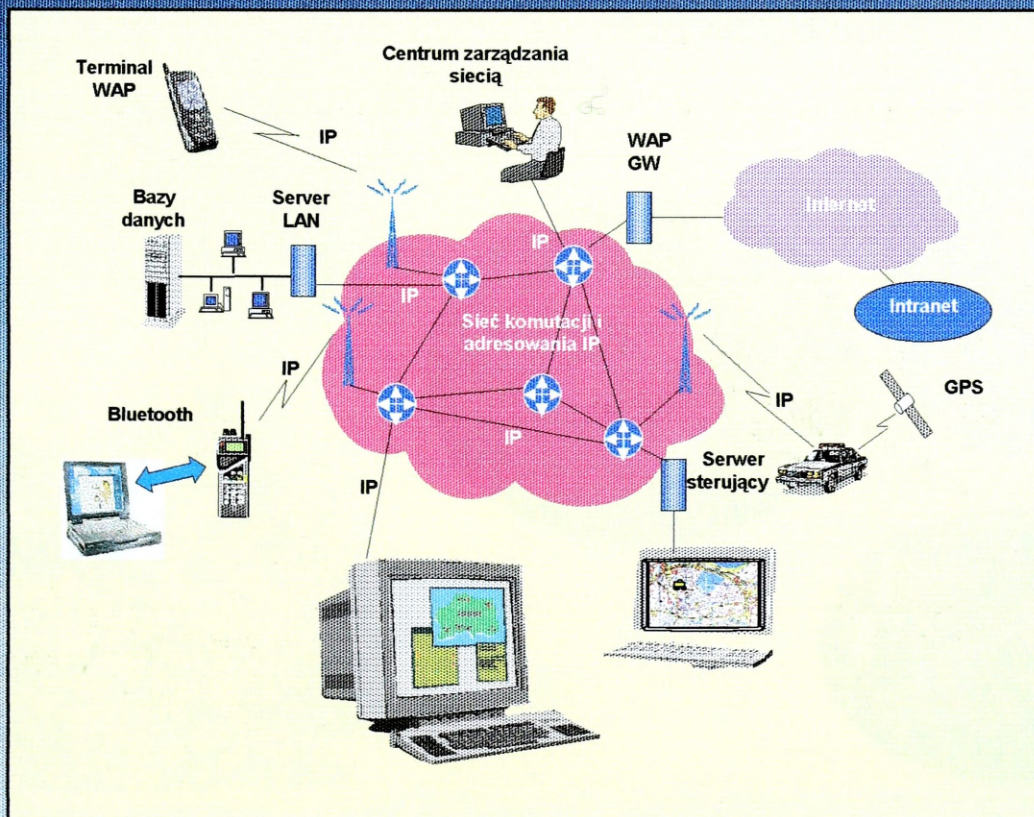 Terminal
WAP
Centrum zarządzania
siecią
IP
WAP
GW
Bazy
danych
Server
LAN
Internet
IP
IP
Intranet
Sieć komutacji i
adresowania IP
IP
IP
GPS
Bluetooth
IP
Serwer
sterujący
IP